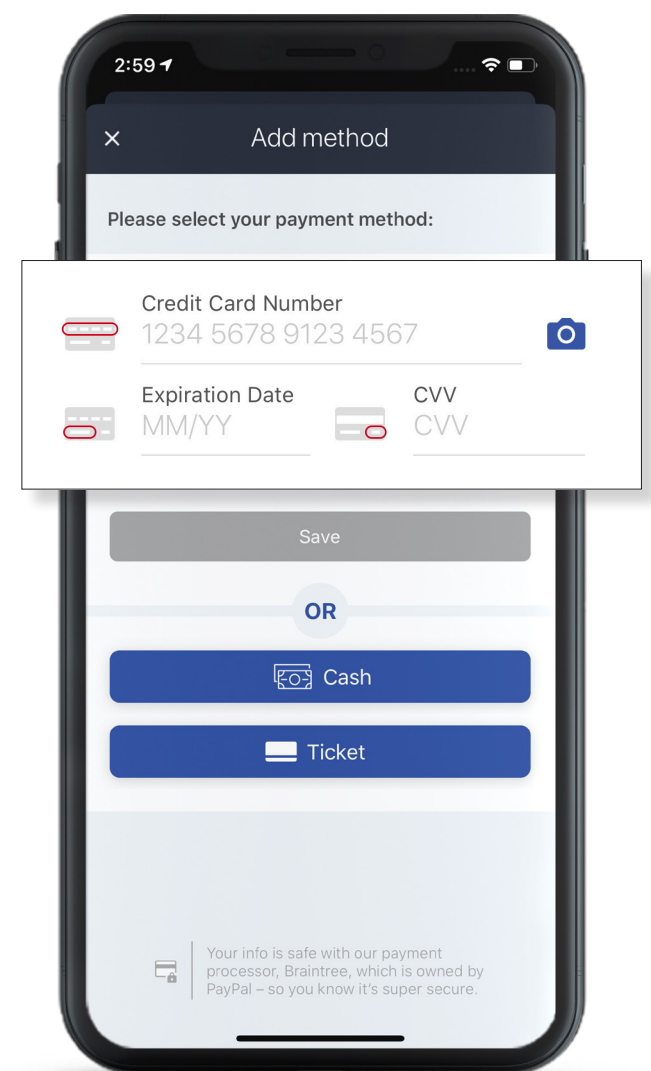 2:59
Add method
Please select your payment method:
Credit Card Number
1234 5678 9123 4567
Expiration Date
CVV
MM/YY
CVV
Save
OR
Cash
Ticket
Your info is safe with our payment
processor, Braintree, which is owned by
PayPal – so you know it's super secure.